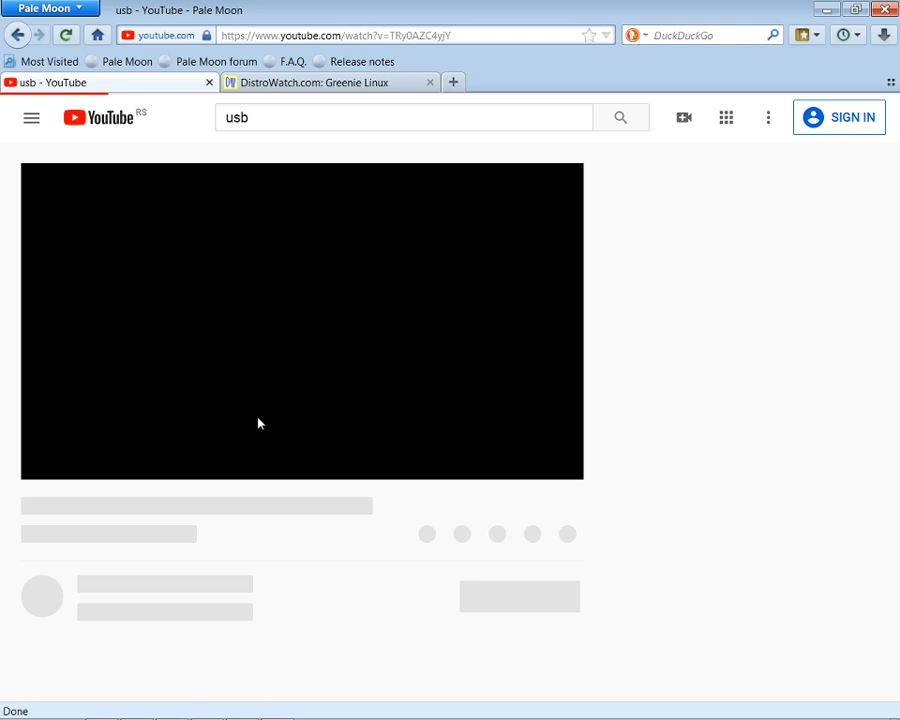 Pale Moon
usb - YouTube - Pale Moon
youtube.com
https://www.youtube.com/watch?v=TRy0AZC4yjY
DuckDuckGo
Most Visited Pale Moon Pale Moon forum F.A.Q. Release notes
usb - YouTube
DistroWatch.com: Greenie Linux
YouTube RS
usb
SIGN IN
Done